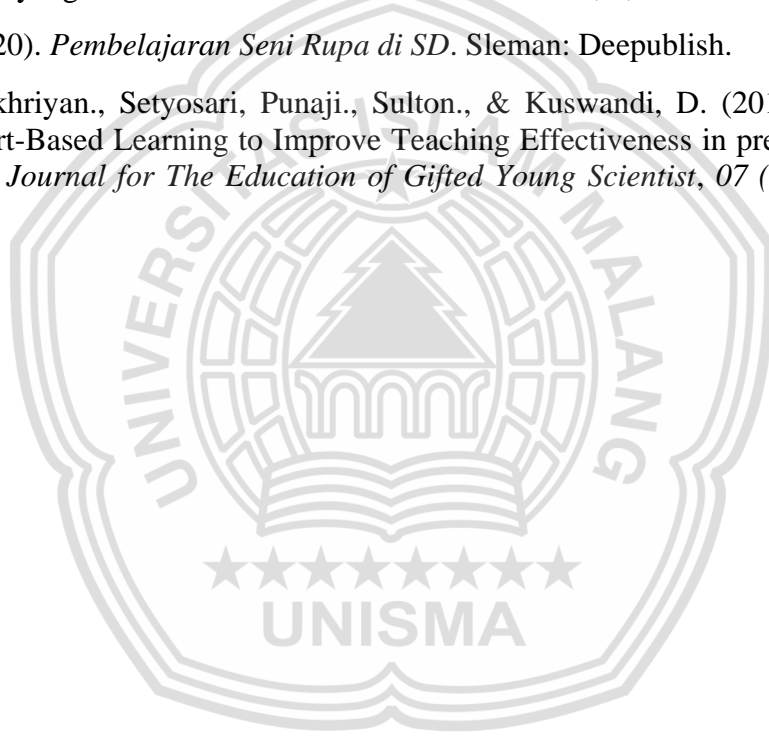 20). Pembelajaran Seni Rupa di SD. Sleman: Deepublish.
khriyan., Setyosari, Punaji., Sulton., & Kuswandi, D. (201
rt-Based Learning to Improve Teaching Effectiveness in pre
Journal for The Education of Gifted Young Scientist, 07 (
UNIVERSITAS ISLAM MALANG
UNISMA